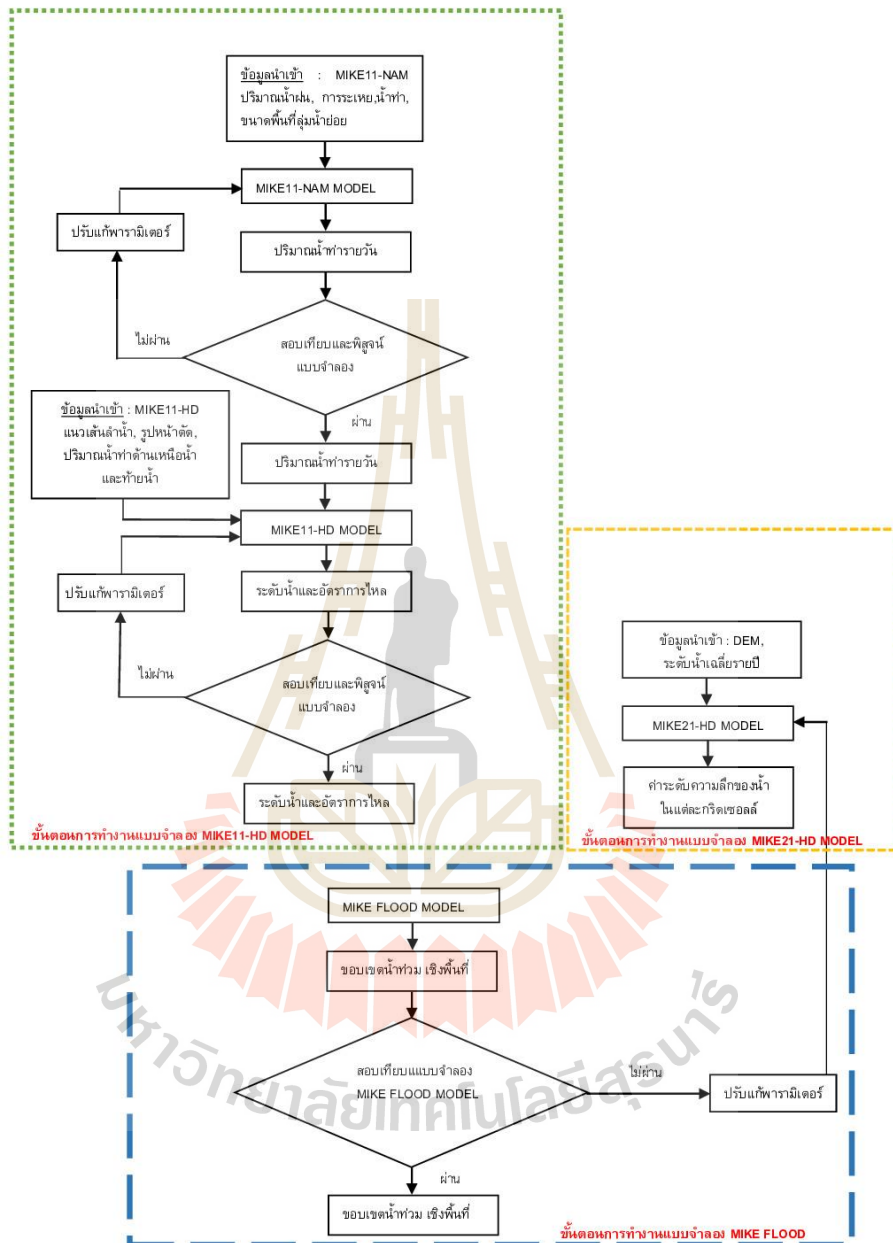 ข้อมูลนำเข้า : MIKE11-NAM
ปริมาณน้ำฝน, การระเหย,น้ำท่า,
ขนาดพื้นที่ลุ่มน้ำย่อย
MIKE11-NAM MODEL
ปรับแก้พารามิเตอร์
ปริมาณน้ำท่ารายวัน
ไม่ผ่าน
สอบเทียบและพิสูจน์
แบบจำลอง
ผ่าน
ข้อมูลนำเข้า : MIKE11-HD
แนวเส้นลำน้ำ, รูปหน้าตัด,
ปริมาณน้ำท่าด้านเหนือน้ำ
และท้ายน้ำ
ปริมาณน้ำท่ารายวัน
MIKE11-HD MODEL
ปรับแก้พารามิเตอร์
ระดับน้ำและอัตราการไหล
ไม่ผ่าน
สอบเทียบและพิสูจน์
แบบจำลอง
ผ่าน
ระดับน้ำและอัตราการไหล
ขั้นตอนการทำงานแบบจำลอง MIKE11-HD MODEL
ข้อมูลนำเข้า : DEM,
ระดับน้ำเฉลี่ยรายปี
MIKE21-HD MODEL
ค่าระดับความลึกของน้ำ
ในแต่ละกริดเซอลล์
ขั้นตอนการทำงานแบบจำลอง MIKE21-HD MODEL
MIKE FLOOD MODEL
ขอบเขตน้ำท่วม เชิงพื้นที่
สอบเทียบแแบบจำลอง
MIKE FLOOD MODEL
ไม่ผ่าน
ปรับแก้พารามิเตอร์
ผ่าน
ขอบเขตน้ำท่วม เชิงพื้นที่
ขั้นตอนการทำงานแบบจำลอง MIKE FLOOD
มหาวิทยาลัยเทคโนโลยีสุรนารี